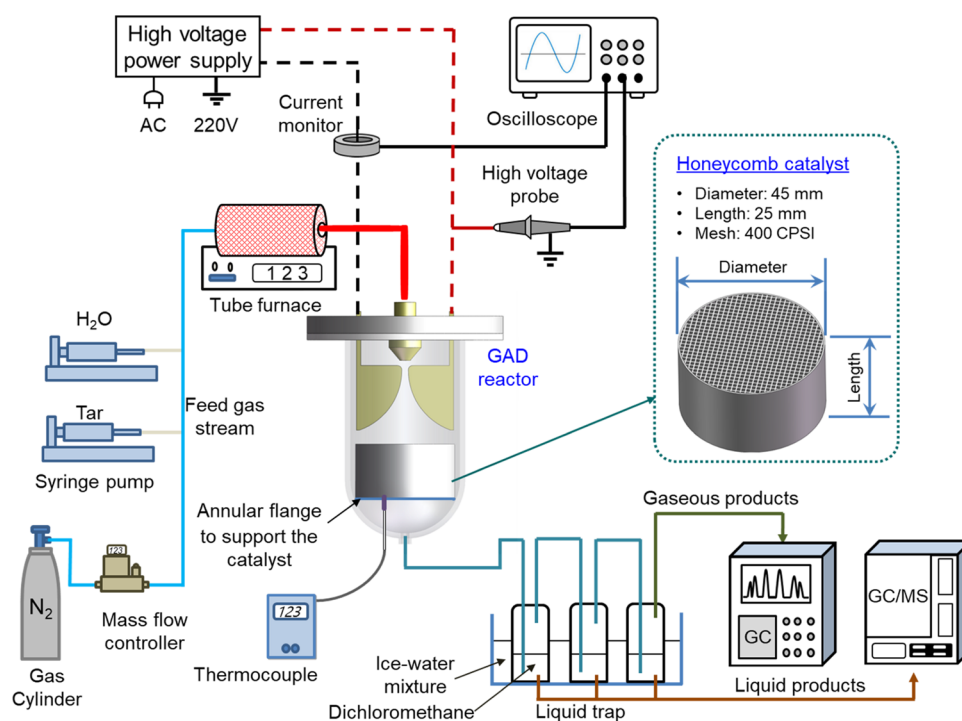 High voltage
power supply
AC
220V
Current
monitor
Oscilloscope
High voltage
probe
Honeycomb catalyst
• Diameter: 45 mm
• Length: 25 mm
• Mesh: 400 CPSI
Diameter
Length
1 2 3
Tube furnace
H₂O
Tar
Syringe pump
Feed gas
stream
GAD
reactor
Annular flange
to support the
catalyst
N₂
Gas
Cylinder
123
Mass flow
controller
123
Thermocouple
Ice-water
mixture
Dichloromethane
Liquid trap
Gaseous products
GC
GC/MS
Liquid products